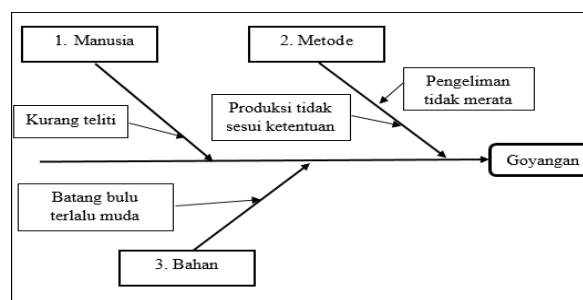 1. Manusia
2. Metode
Pengeliman
tidak merata
Produksi tidak
sesui ketentuan
Kurang teliti
Goyangan
Batang bulu
terlalu muda
3. Bahan